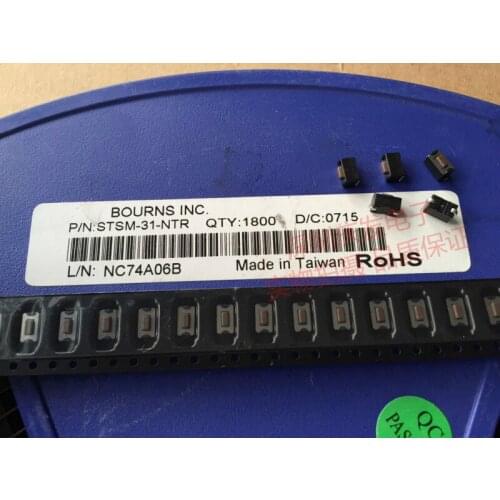 BOURNS INC.
P/N:STSM-31-NTR QTY:1800 D/C:0715
L/N: NC74A06B Made in Taiwan RoHS
QC
PAS